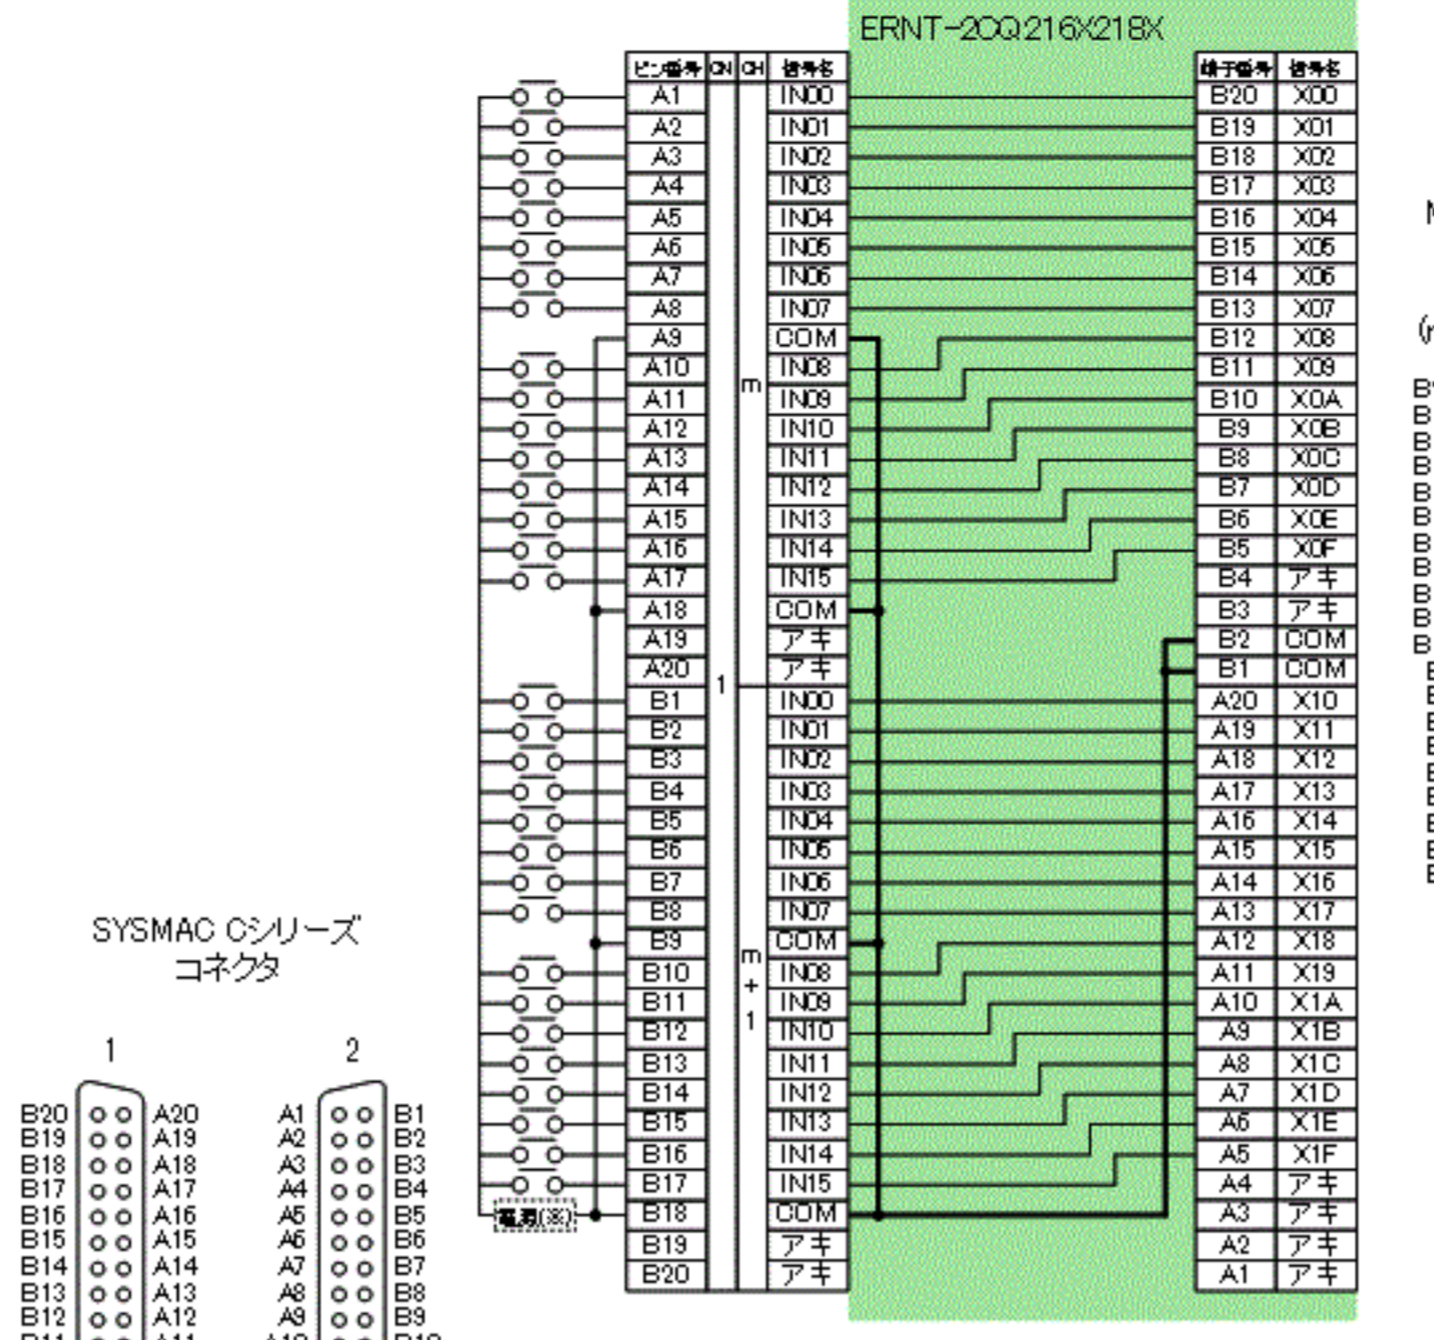 ERNT-2CQ216X218X
ピン番号 CN CH 信号名 端子番号 信号名
A1 IN00 B20 X00
A2 IN01 B19 X01
A3 IN02 B18 X02
A4 IN03 B17 X03
A5 IN04 B16 X04
A6 IN05 B15 X05
A7 IN06 B14 X06
A8 IN07 B13 X07
A9 COM B12 X08
A10 IN08 B11 X09
A11 m IN09 B10 X0A
A12 IN10 B9 X0B
A13 IN11 B8 X0C
A14 IN12 B7 X0D
A15 IN13 B6 X0E
A16 IN14 B5 X0F
A17 IN15 B4 アキ
A18 COM B3 アキ
A19 アキ B2 COM
A20 アキ B1 COM
B1 1 IN00 A20 X10
B2 IN01 A19 X11
B3 IN02 A18 X12
B4 IN03 A17 X13
B5 IN04 A16 X14
B6 IN05 A15 X15
B7 IN06 A14 X16
B8 IN07 A13 X17
B9 COM A12 X18
B10 m+1 IN08 A11 X19
B11 IN09 A10 X1A
B12 IN10 A9 X1B
B13 IN11 A8 X1C
B14 IN12 A7 X1D
B15 IN13 A6 X1E
B16 IN14 A5 X1F
B17 IN15 A4 アキ
電源(※) B18 COM A3 アキ
B19 アキ A2 アキ
B20 アキ A1 アキ
SYSMAC Cシリーズ
コネクタ
1 2
B20 A20 A1 B1
B19 A19 A2 B2
B18 A18 A3 B3
B17 A17 A4 B4
B16 A16 A5 B5
B15 A15 A6 B6
B14 A14 A7 B7
B13 A13 A8 B8
B12 A12 A9 B9
B11 A11 A10 B10